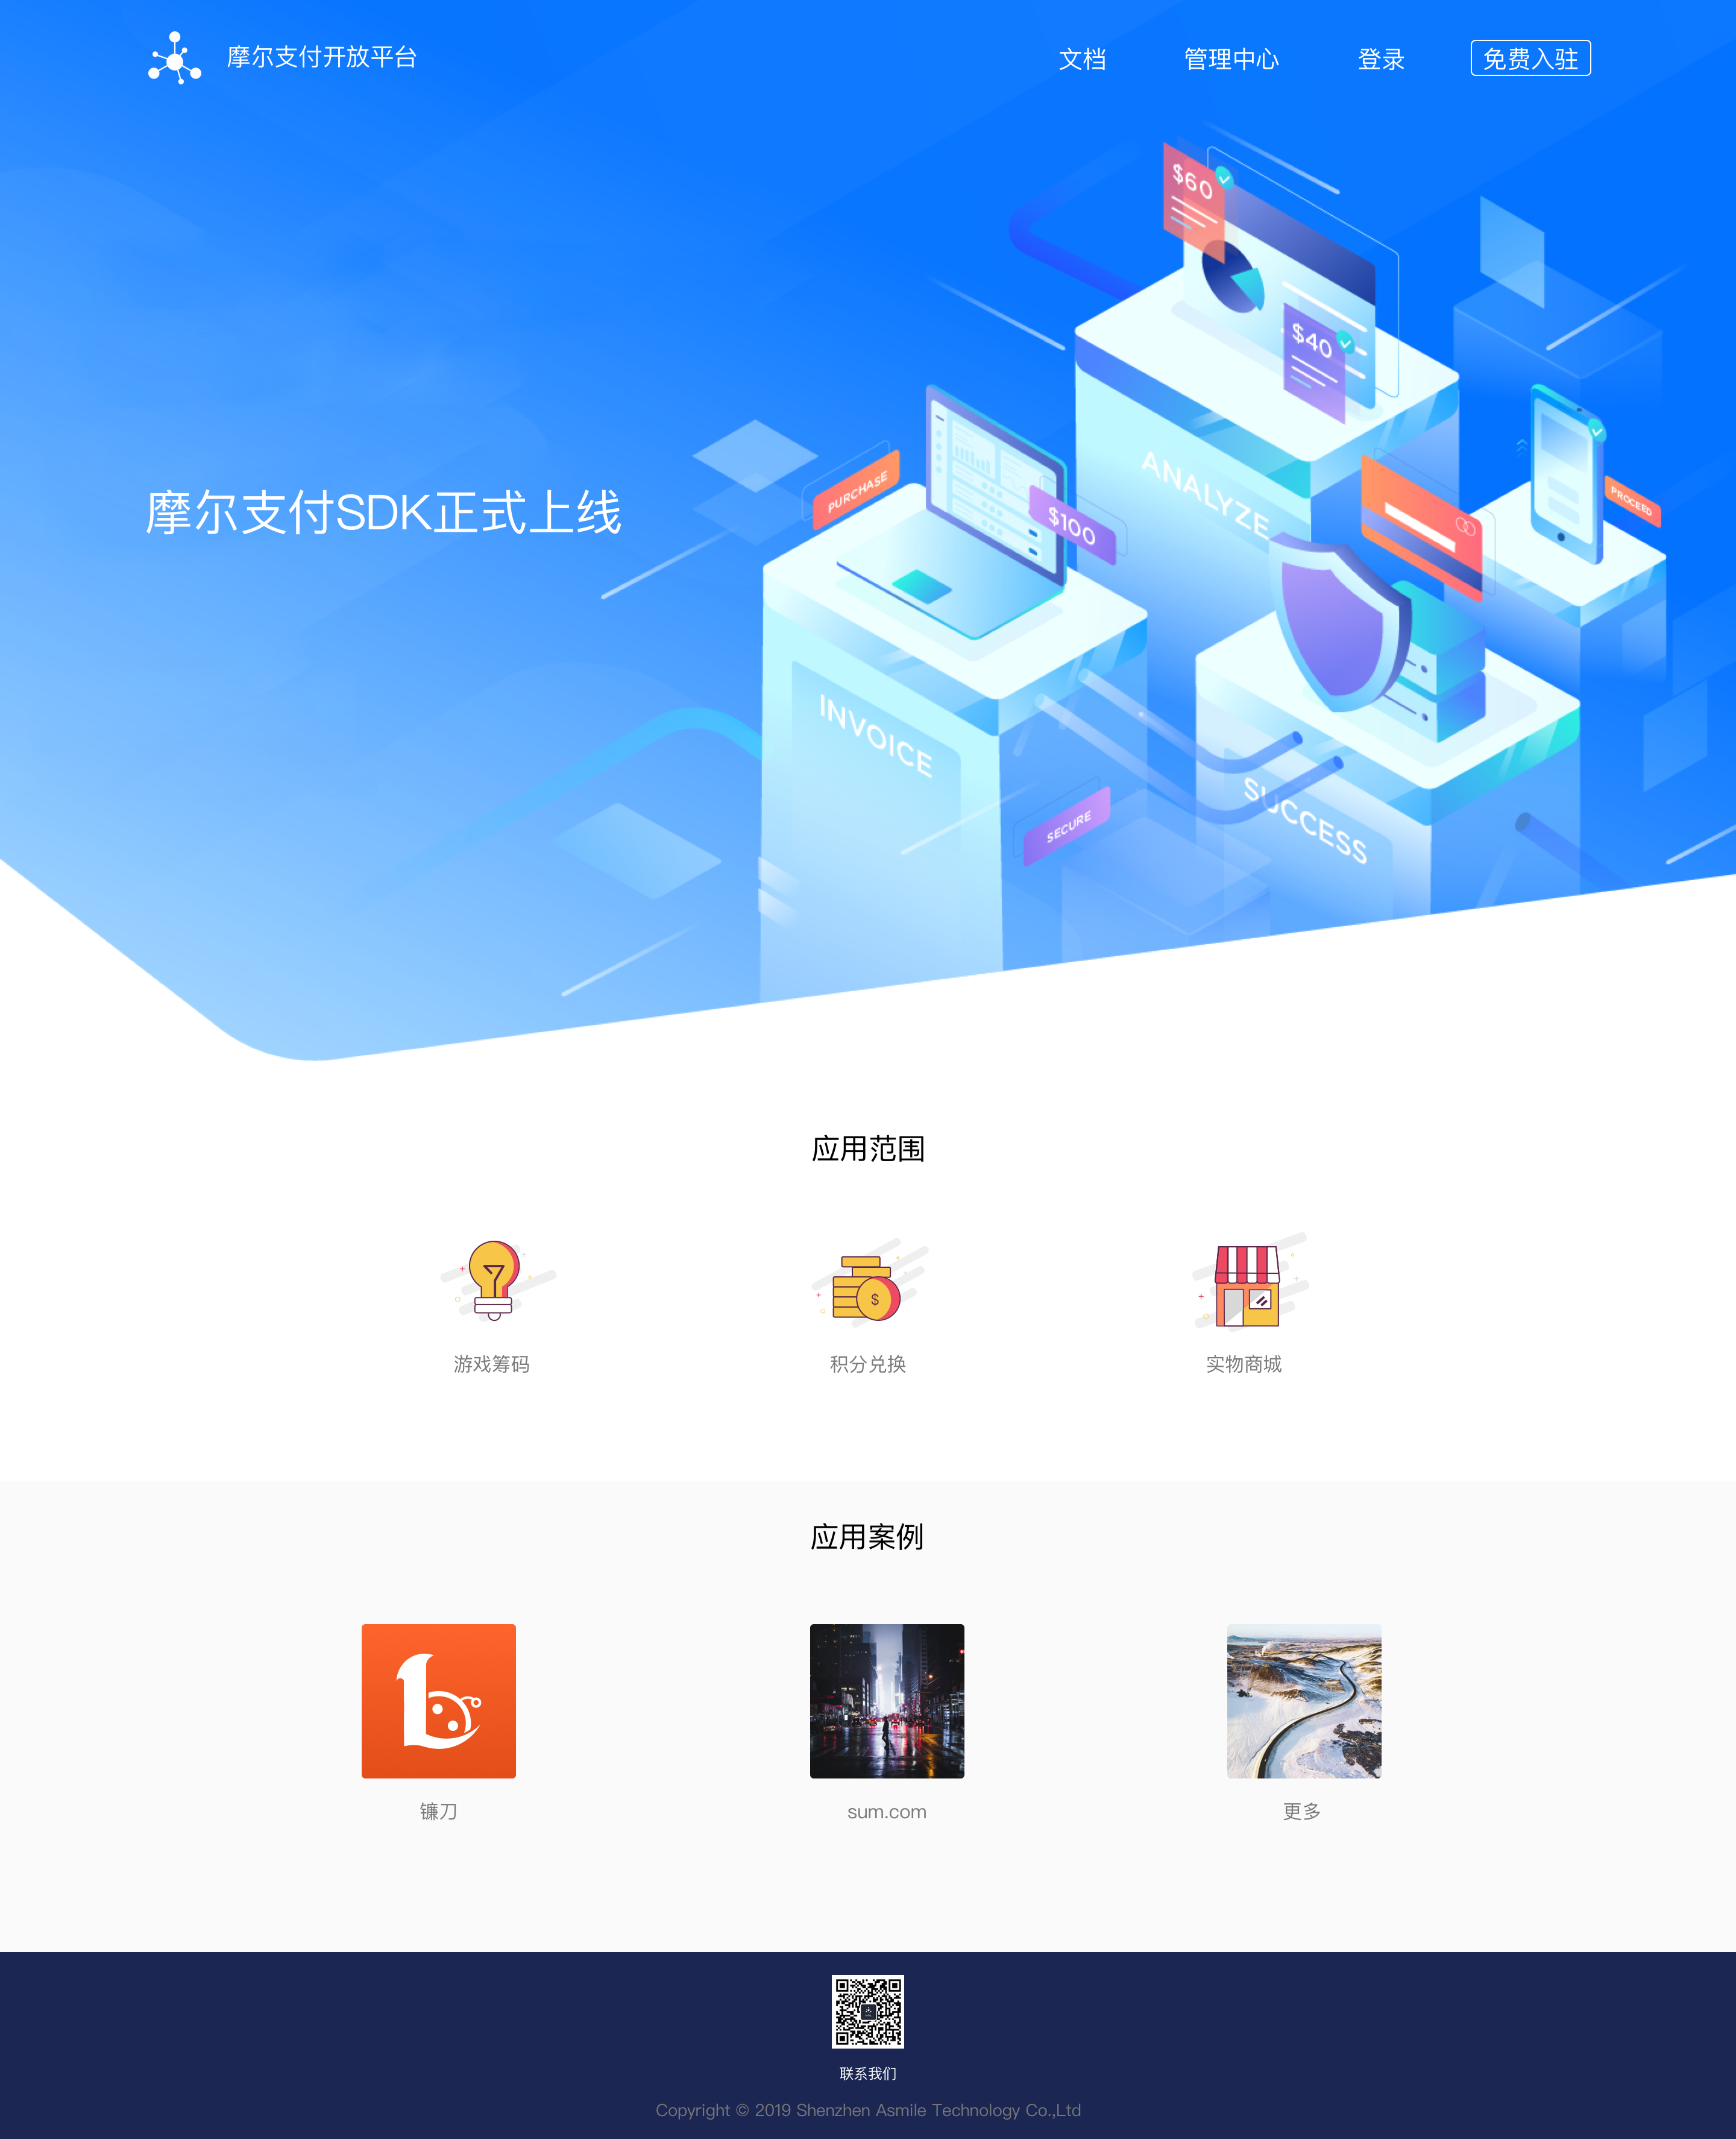 摩尔支付开放平台
文档 管理中心 登录 免费入驻
$60
$40
ANALYZE
PURCHASE
$100
PROCEED
摩尔支付SDK正式上线
INVOICE
SUCCESS
SECURE
应用范围
$
游戏筹码 积分兑换 实物商城
应用案例
镰刀 sum.com 更多
联系我们
Copyright © 2019 Shenzhen Asmile Technology Co.,Ltd